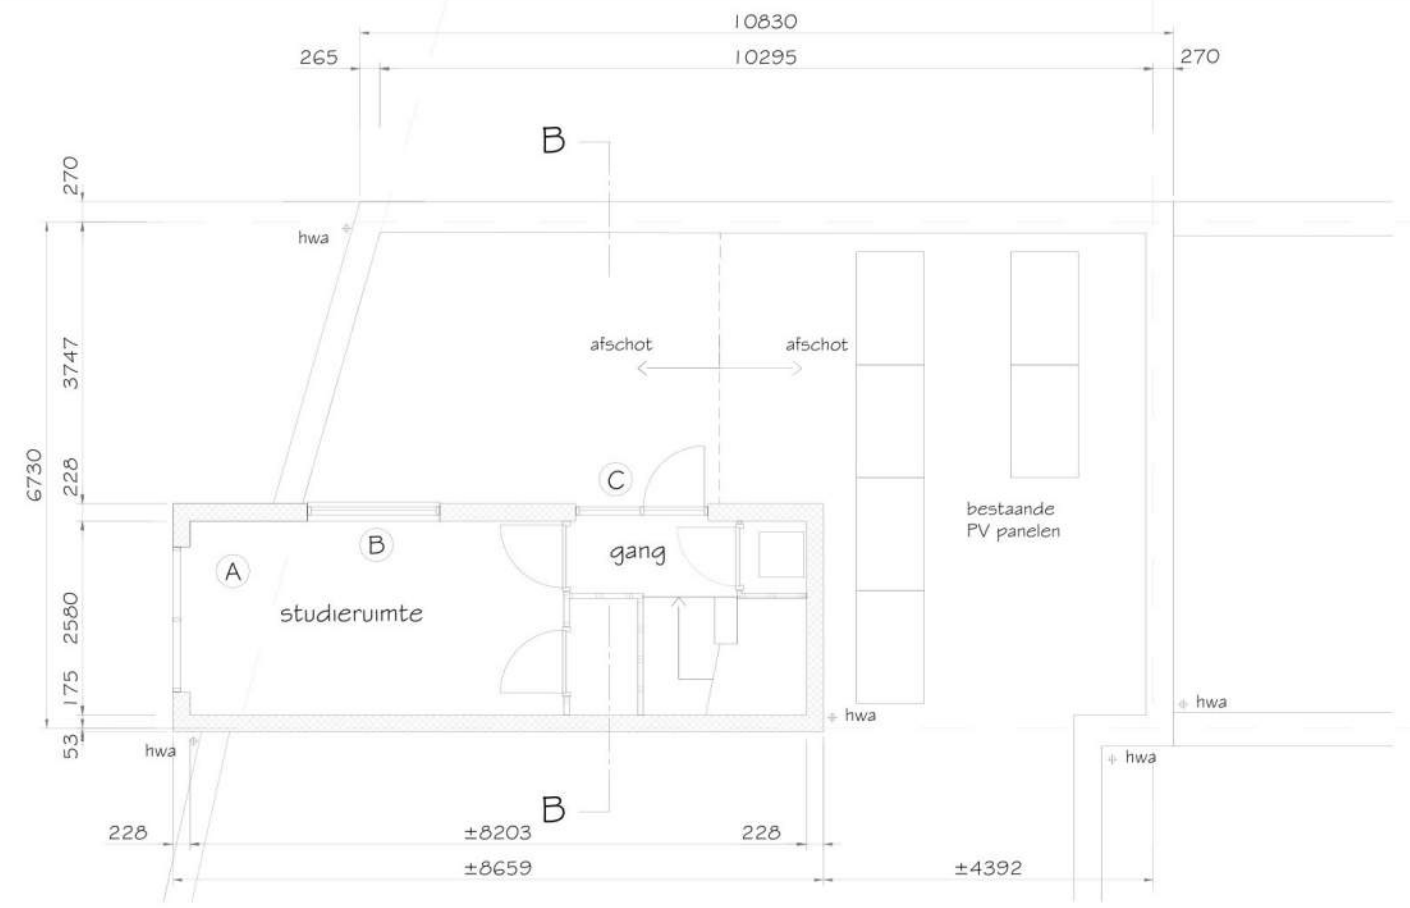 10830
265
10295
270
B
270
hwa
3747
afschot
afschot
6730
228
C
bestaande
PV panelen
B
gang
A
2580
studieruimte
175
hwa
hwa
53
hwa
hwa
B
228
±8203
228
±8659
±4392